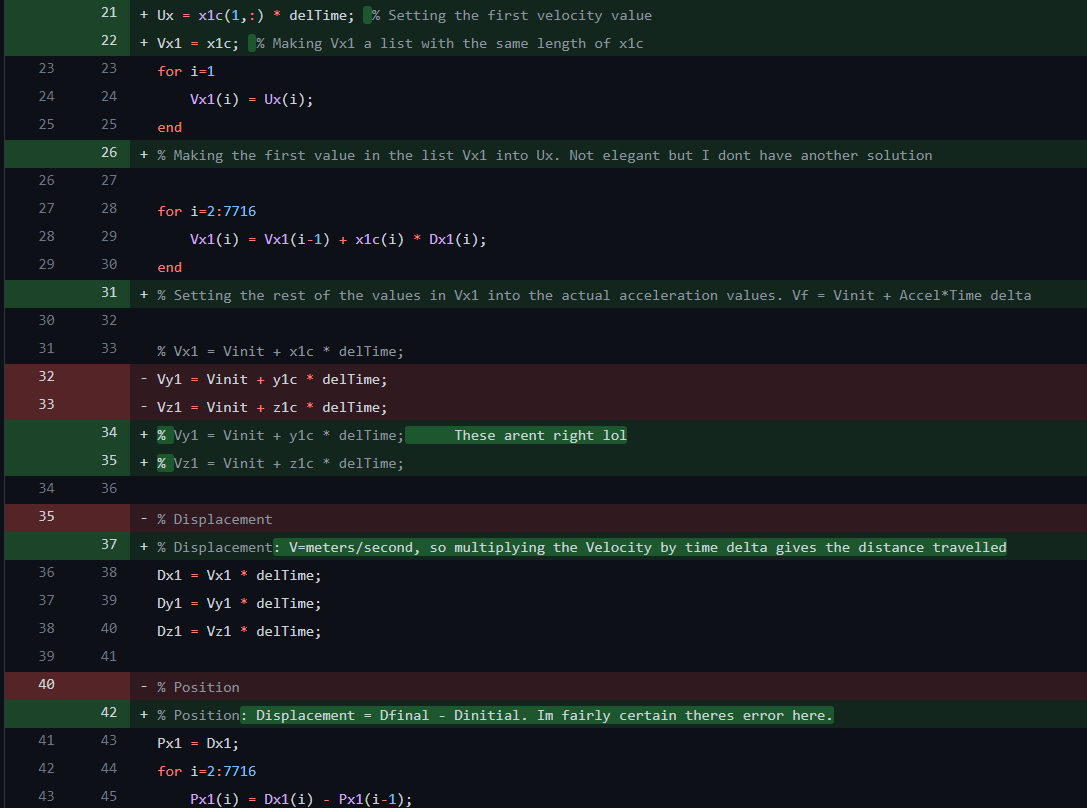 21 + Ux = x1c(1,:) * delTime; % Setting the first velocity value
22 + Vx1 = x1c; % Making Vx1 a list with the same length of x1c
23 23 for i=1
24 24 Vx1(i) = Ux(i);
25 25 end
26 + % Making the first value in the list Vx1 into Ux. Not elegant but I dont have another solution
26 27
27 28 for i=2:7716
28 29 Vx1(i) = Vx1(i-1) + x1c(i) * Dx1(i);
29 30 end
31 + % Setting the rest of the values in Vx1 into the actual acceleration values. Vf = Vinit + Accel*Time delta
30 32
31 33 % Vx1 = Vinit + x1c * delTime;
32 - Vy1 = Vinit + y1c * delTime;
33 - Vz1 = Vinit + z1c * delTime;
34 + % Vy1 = Vinit + y1c * delTime; These arent right lol
35 + % Vz1 = Vinit + z1c * delTime;
34 36
35 - % Displacement
37 + % Displacement: V=meters/second, so multiplying the Velocity by time delta gives the distance travelled
36 38 Dx1 = Vx1 * delTime;
37 39 Dy1 = Vy1 * delTime;
38 40 Dz1 = Vz1 * delTime;
39 41
40 - % Position
42 + % Position: Displacement = Dfinal - Dinitial. Im fairly certain theres error here.
41 43 Px1 = Dx1;
42 44 for i=2:7716
43 45 Px1(i) = Dx1(i) - Px1(i-1);